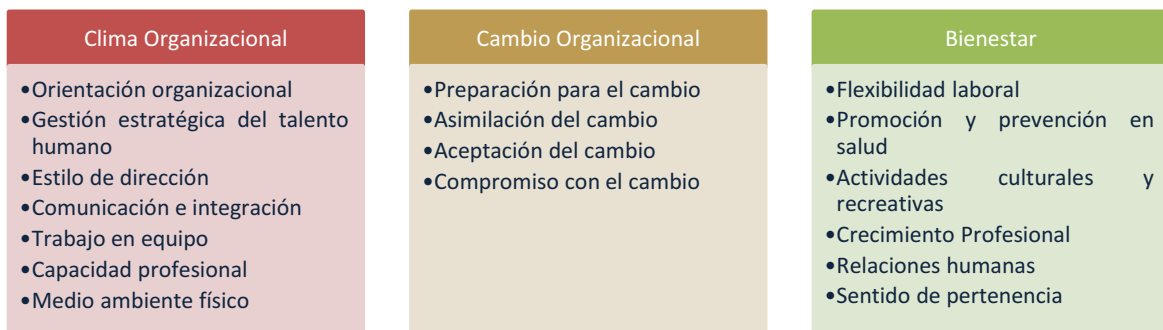 Clima Organizacional
•Orientación organizacional
•Gestión estratégica del talento
humano
•Estilo de dirección
•Comunicación e integración
•Trabajo en equipo
•Capacidad profesional
•Medio ambiente físico
Cambio Organizacional
•Preparación para el cambio
•Asimilación del cambio
•Aceptación del cambio
•Compromiso con el cambio
Bienestar
•Flexibilidad laboral
•Promoción y prevención en
salud
•Actividades culturales y
recreativas
•Crecimiento Profesional
•Relaciones humanas
•Sentido de pertenencia